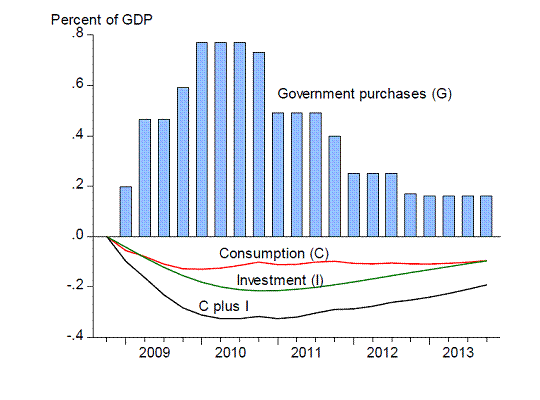 Percent of GDP
.8
.6
Government purchases (G)
.4
.2
.0
Consumption (C)
Investment (I)
-.2
C plus I
-.4
2009 2010 2011 2012 2013